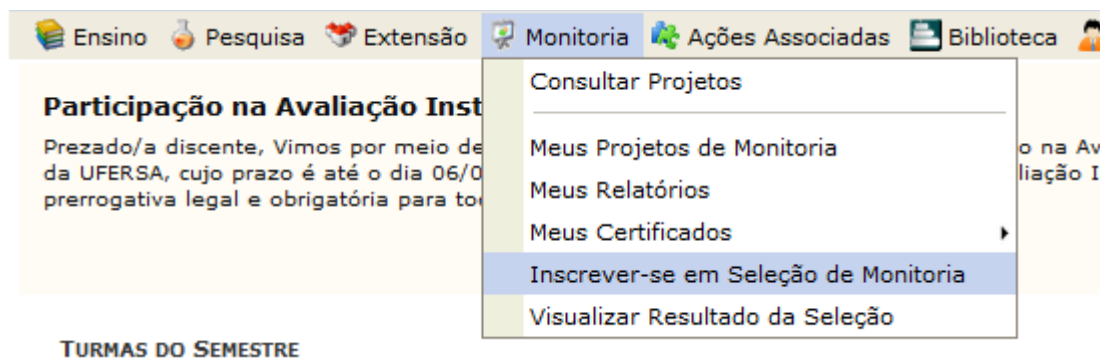 Ensino Pesquisa Extensão Monitoria Ações Associadas Biblioteca
Consultar Projetos
Meus Projetos de Monitoria
Meus Relatórios
Meus Certificados
Inscrever-se em Seleção de Monitoria
Visualizar Resultado da Seleção
Participação na Avaliação Inst
Prezado/a discente, Vimos por meio de o na Av
da UFERSA, cujo prazo é até o dia 06/0 liação I
prerrogativa legal e obrigatória para to
TURMAS DO SEMESTRE